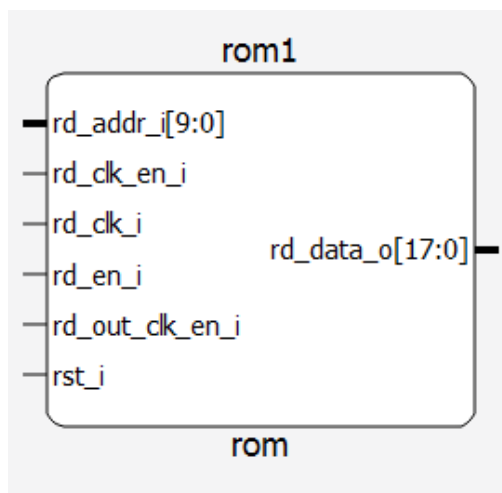 rom1
rd_addr_i[9:0]
rd_clk_en_i
rd_clk_i
rd_data_o[17:0]
rd_en_i
rd_out_clk_en_i
rst_i
rom